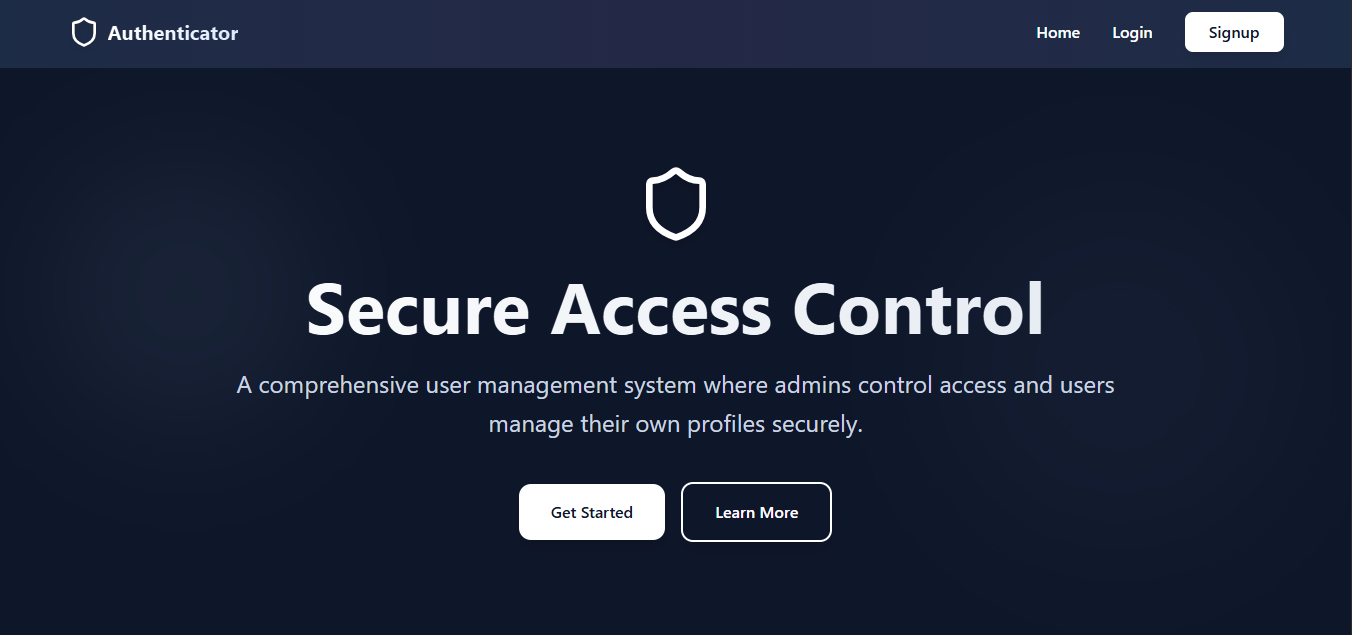 Authenticator
Home
Login
Signup
Secure Access Control
A comprehensive user management system where admins control access and users
manage their own profiles securely.
Get Started
Learn More